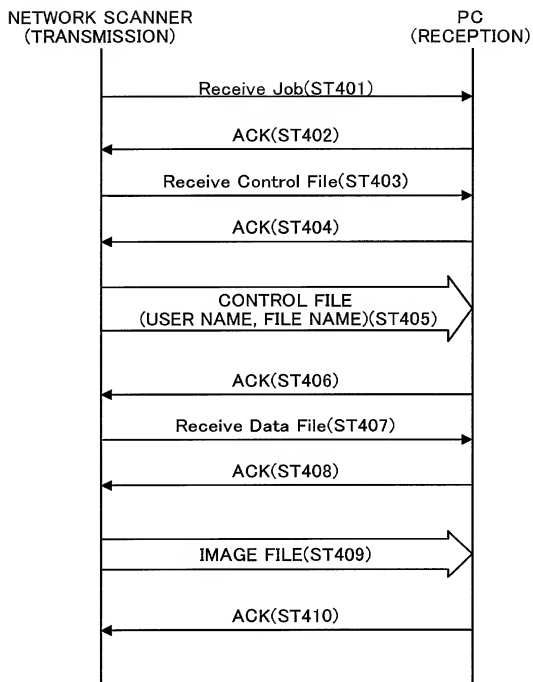 NETWORK SCANNER
(TRANSMISSION)
PC
(RECEPTION)
Receive Job(ST401)
ACK(ST402)
Receive Control File(ST403)
ACK(ST404)
CONTROL FILE
(USER NAME, FILE NAME)(ST405)
ACK(ST406)
Receive Data File(ST407)
ACK(ST408)
IMAGE FILE(ST409)
ACK(ST410)